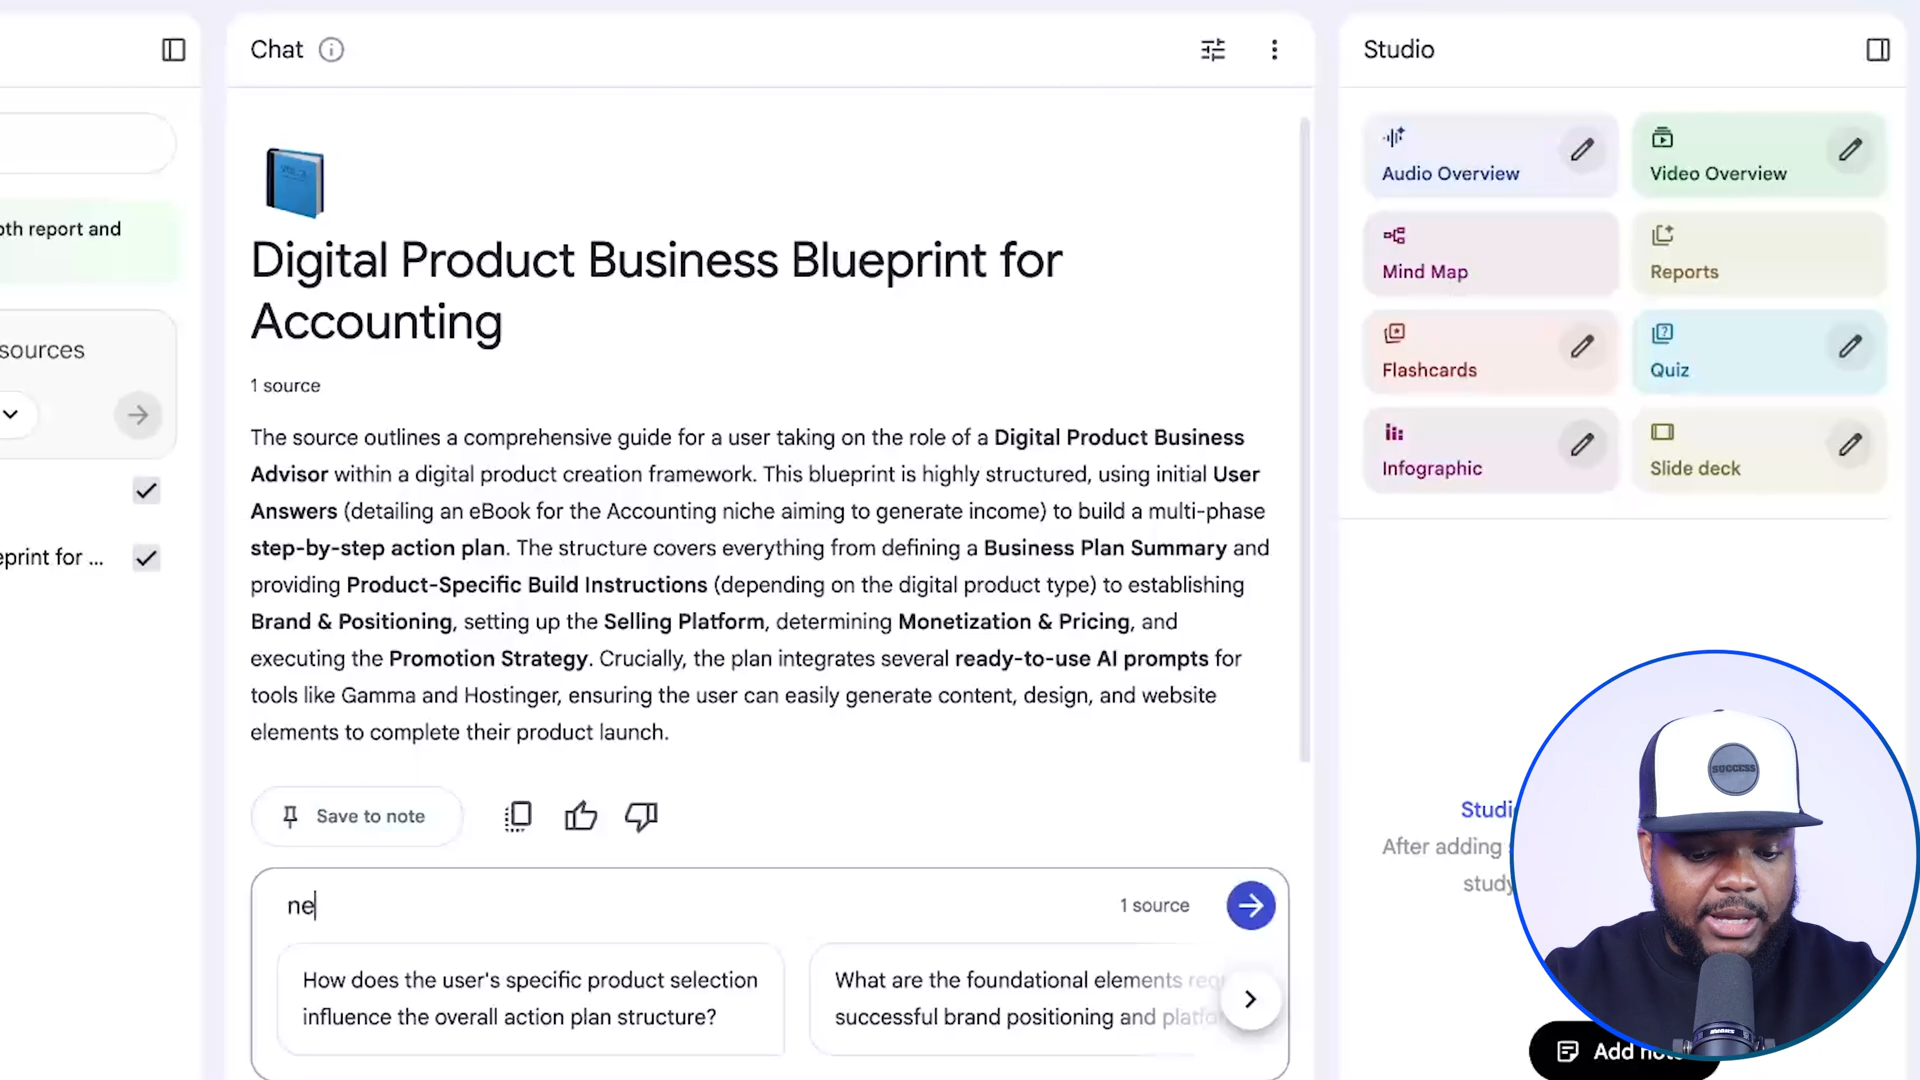 Chat
Studio
oth report and
sources
eprint for ...
Digital Product Business Blueprint for
Accounting
1 source
The source outlines a comprehensive guide for a user taking on the role of a Digital Product Business
Advisor within a digital product creation framework. This blueprint is highly structured, using initial User
Answers (detailing an eBook for the Accounting niche aiming to generate income) to build a multi-phase
step-by-step action plan. The structure covers everything from defining a Business Plan Summary and
providing Product-Specific Build Instructions (depending on the digital product type) to establishing
Brand & Positioning, setting up the Selling Platform, determining Monetization & Pricing, and
executing the Promotion Strategy. Crucially, the plan integrates several ready-to-use AI prompts for
tools like Gamma and Hostinger, ensuring the user can easily generate content, design, and website
elements to complete their product launch.
Save to note
ne
1 source
How does the user's specific product selection
influence the overall action plan structure?
What are the foundational elements
successful brand positioning and
Audio Overview
Video Overview
Mind Map
Reports
Flashcards
Quiz
Infographic
Slide deck
After adding
study
SUCCESS
Add note